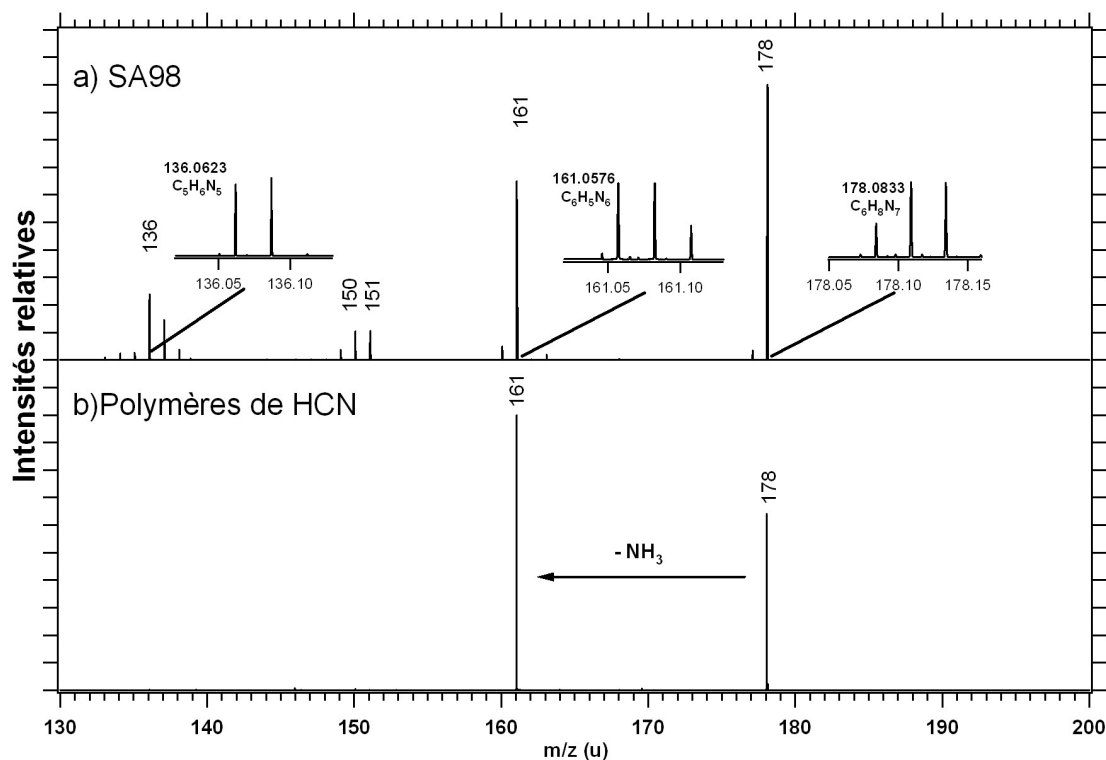 a) SA98
136
136.0623
C₅H₆N₅
136.05 136.10
150
151
161
161.0576
C₆H₅N₆
161.05 161.10
178
178.0833
C₆H₈N₇
178.05 178.10 178.15
Intensités relatives
b)Polymères de HCN
161
178
- NH₃
130 140 150 160 170 180 190 200
m/z (u)